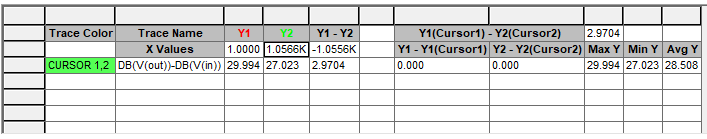 Trace Color Trace Name Y1 Y2 Y1 - Y2 Y1(Cursor1) - Y2(Cursor2) 2.9704
X Values 1.0000 1.0566K -1.0556K Y1 - Y1(Cursor1) Y2 - Y2(Cursor2) Max Y Min Y Avg Y
CURSOR 1,2 DB(V(out))-DB(V(in)) 29.994 27.023 2.9704 0.000 0.000 29.994 27.023 28.508